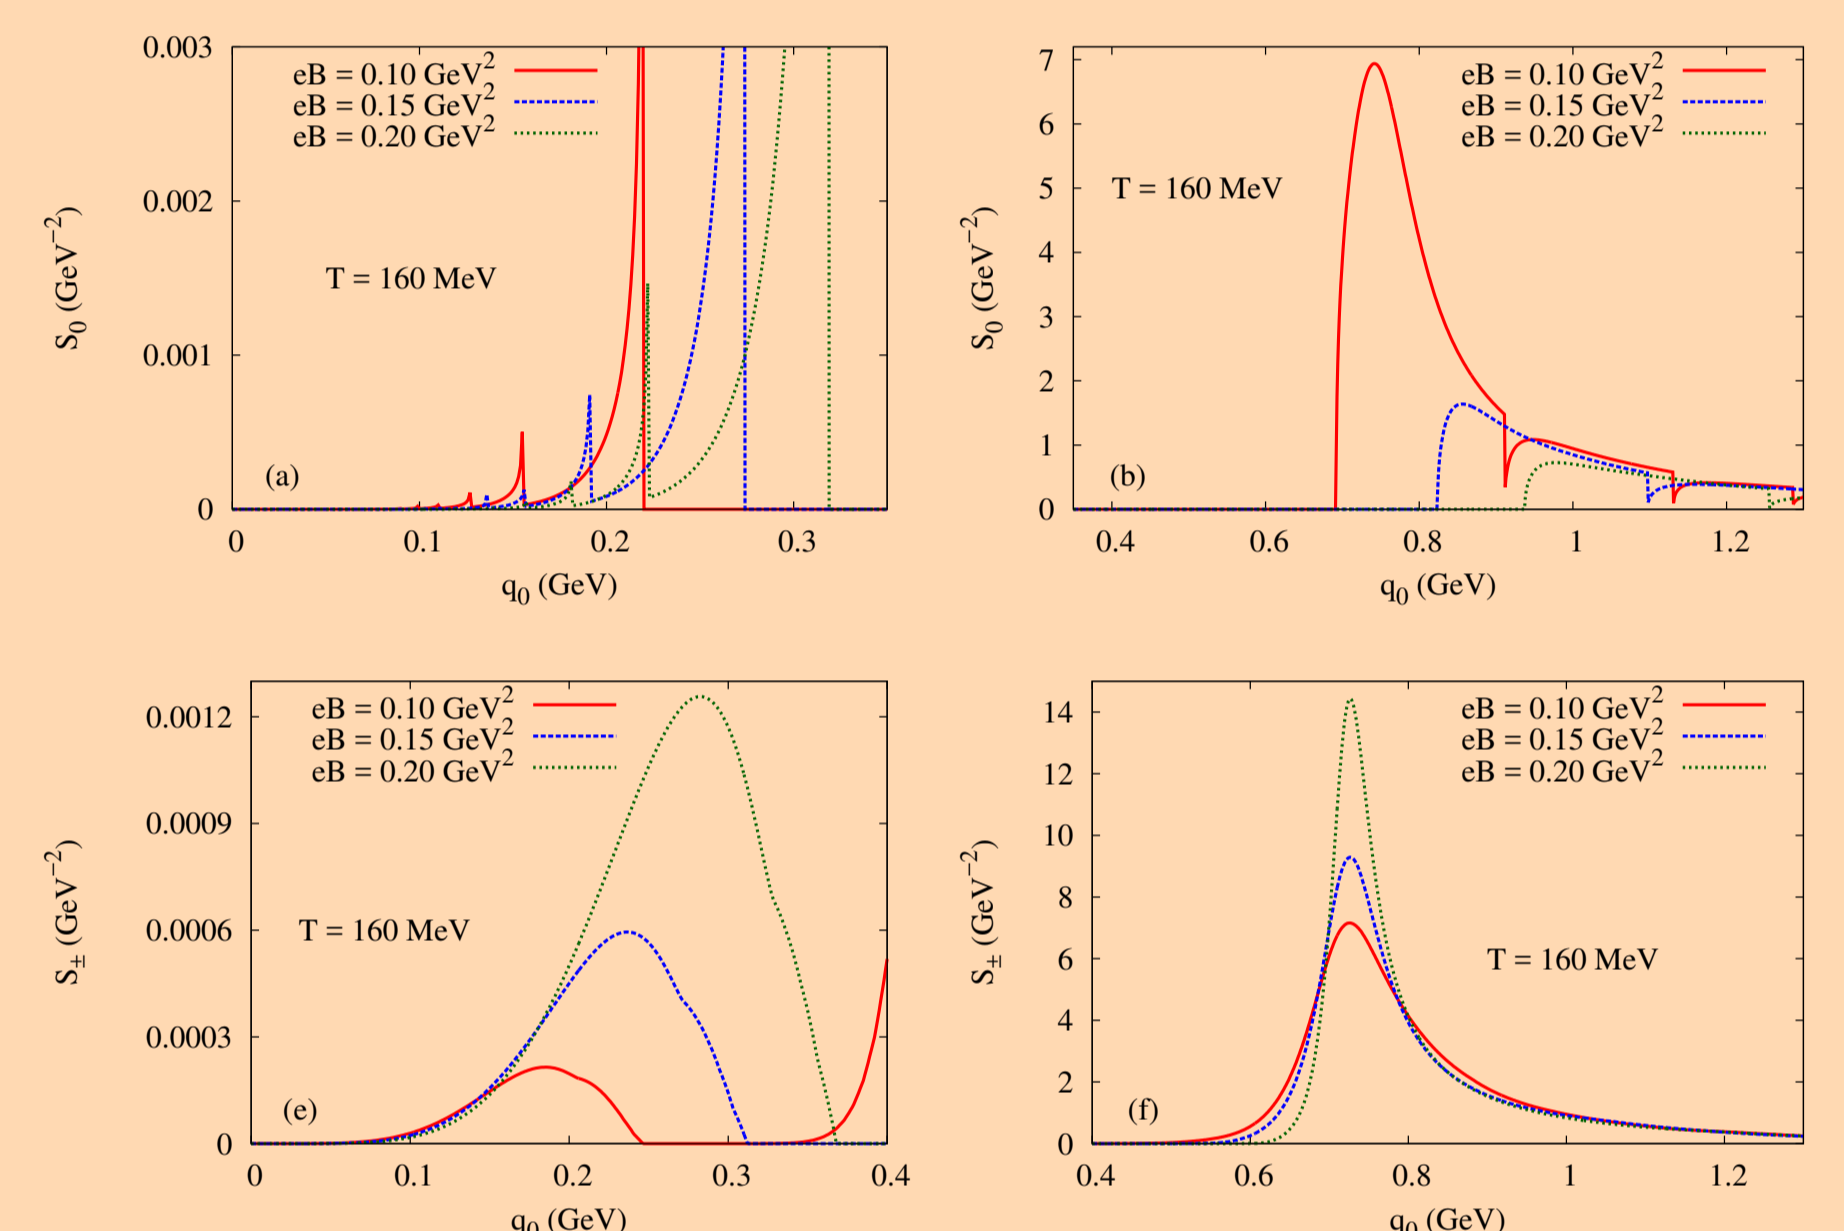 0.003
0.002
0.001
0
S₀ (GeV⁻²)
eB = 0.10 GeV²
eB = 0.15 GeV²
eB = 0.20 GeV²
T = 160 MeV
(a)
0 0.1 0.2 0.3
q₀ (GeV)
7
6
5
4
3
2
1
0
S₀ (GeV⁻²)
eB = 0.10 GeV²
eB = 0.15 GeV²
eB = 0.20 GeV²
T = 160 MeV
(b)
0.4 0.6 0.8 1 1.2
q₀ (GeV)
0.0012
0.0009
0.0006
0.0003
0
S± (GeV⁻²)
eB = 0.10 GeV²
eB = 0.15 GeV²
eB = 0.20 GeV²
T = 160 MeV
(e)
0 0.1 0.2 0.3 0.4
q₀ (GeV)
14
12
10
8
6
4
2
0
S± (GeV⁻²)
eB = 0.10 GeV²
eB = 0.15 GeV²
eB = 0.20 GeV²
T = 160 MeV
(f)
0.4 0.6 0.8 1 1.2
q₀ (GeV)